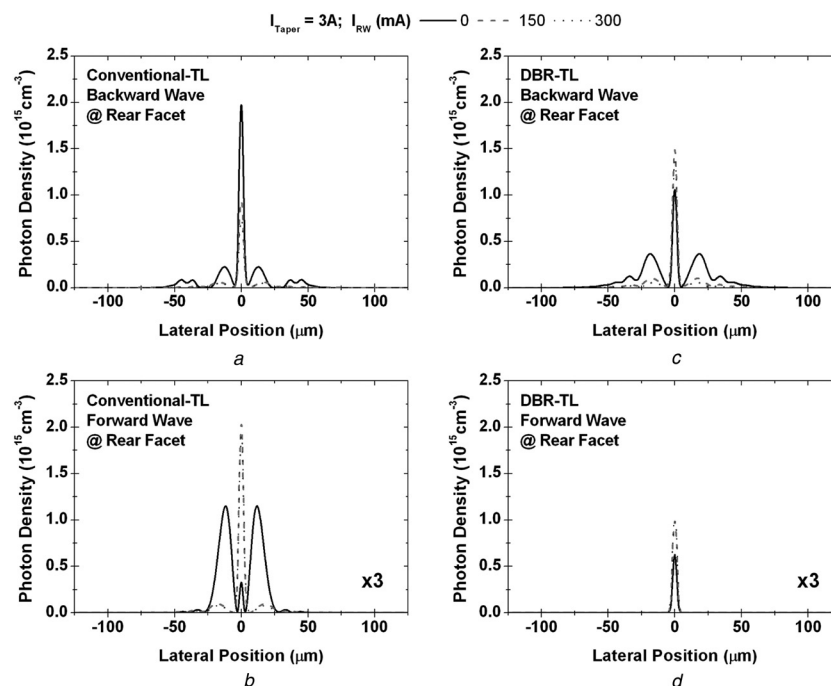 I_Taper = 3A; I_RW (mA) 0 150 300
Conventional-TL
Backward Wave
@ Rear Facet
Photon Density (10^15 cm^-3)
2.5
2.0
1.5
1.0
0.5
0.0
-100 -50 0 50 100
Lateral Position (μm)
a
DBR-TL
Backward Wave
@ Rear Facet
Photon Density (10^15 cm^-3)
2.5
2.0
1.5
1.0
0.5
0.0
-100 -50 0 50 100
Lateral Position (μm)
c
Conventional-TL
Forward Wave
@ Rear Facet
Photon Density (10^15 cm^-3)
2.5
2.0
1.5
1.0
0.5
0.0
x3
-100 -50 0 50 100
Lateral Position (μm)
b
DBR-TL
Forward Wave
@ Rear Facet
Photon Density (10^15 cm^-3)
2.5
2.0
1.5
1.0
0.5
0.0
x3
-100 -50 0 50 100
Lateral Position (μm)
d